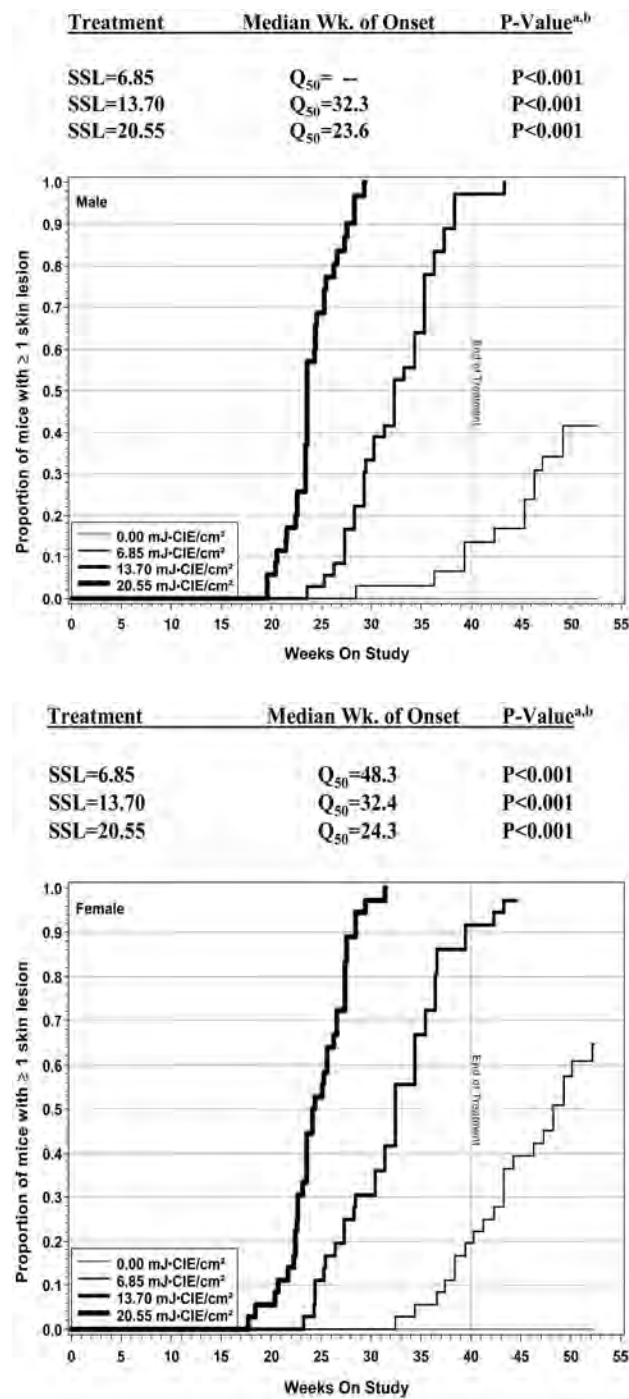 Treatment Median Wk. of Onset P-Valueᵃ,ᵇ
SSL=6.85 Q₅₀= -- P<0.001
SSL=13.70 Q₅₀=32.3 P<0.001
SSL=20.55 Q₅₀=23.6 P<0.001
Proportion of mice with ≥ 1 skin lesion
1.0
0.9
0.8
0.7
0.6
0.5
0.4
0.3
0.2
0.1
0.0
Male
End of Treatment
0.00 mJ·CIE/cm²
6.85 mJ·CIE/cm²
13.70 mJ·CIE/cm²
20.55 mJ·CIE/cm²
0 5 10 15 20 25 30 35 40 45 50 55
Weeks On Study
Treatment Median Wk. of Onset P-Valueᵃ,ᵇ
SSL=6.85 Q₅₀=48.3 P<0.001
SSL=13.70 Q₅₀=32.4 P<0.001
SSL=20.55 Q₅₀=24.3 P<0.001
Proportion of mice with ≥ 1 skin lesion
1.0
0.9
0.8
0.7
0.6
0.5
0.4
0.3
0.2
0.1
0.0
Female
End of Treatment
0.00 mJ·CIE/cm²
6.85 mJ·CIE/cm²
13.70 mJ·CIE/cm²
20.55 mJ·CIE/cm²
0 5 10 15 20 25 30 35 40 45 50 55
Weeks On Study